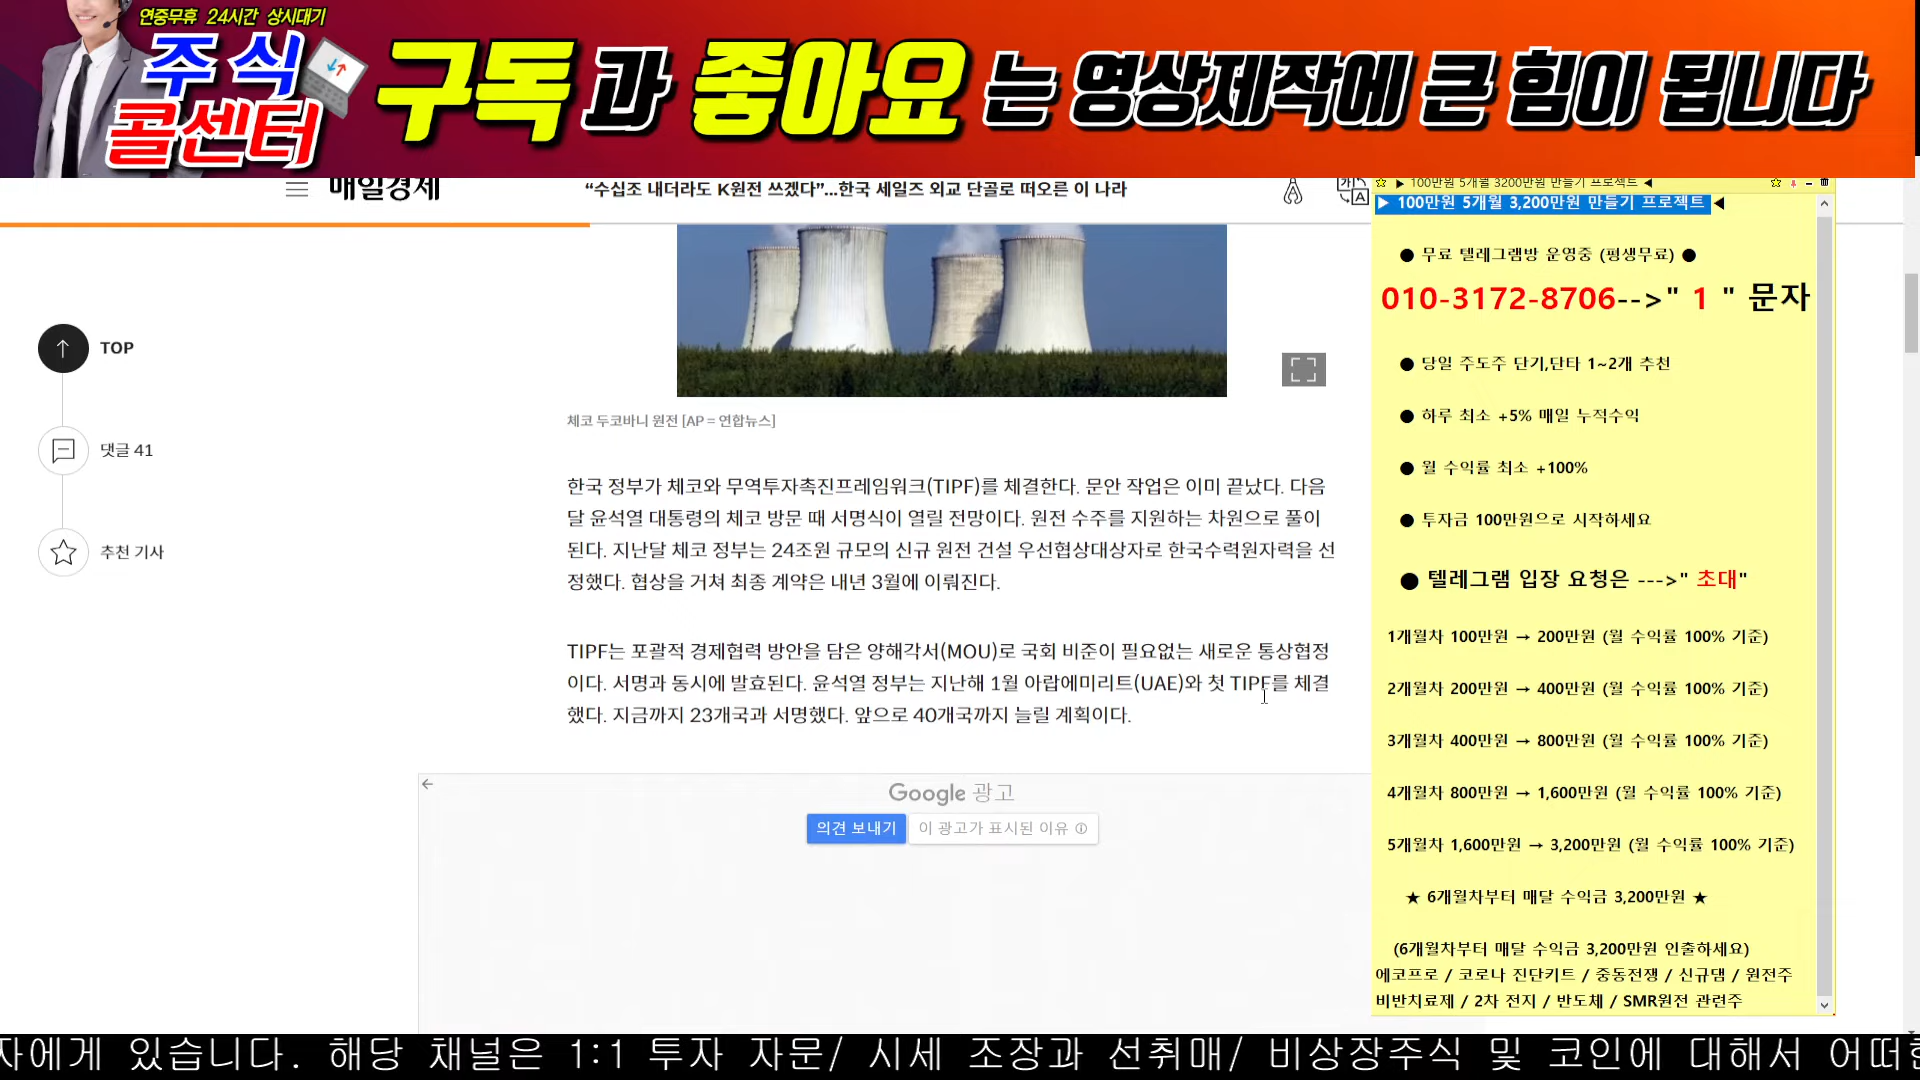 연중무휴 24시간 상시대기
주식
콜센터
구독과 좋아요는 영상제작에 큰 힘이 됩니다
매일경제
“수십조 내더라도 K원전 쓰겠다”...한국 세일즈 외교 단골로 떠오른 이 나라
TOP
댓글 41
추천 기사
체코 두코바니 원전 [AP = 연합뉴스]
한국 정부가 체코와 무역투자촉진프레임워크(TIPF)를 체결한다. 문안 작업은 이미 끝났다. 다음
달 윤석열 대통령의 체코 방문 때 서명식이 열릴 전망이다. 원전 수주를 지원하는 차원으로 풀이
된다. 지난달 체코 정부는 24조원 규모의 신규 원전 건설 우선협상대상자로 한국수력원자력을 선
정했다. 협상을 거쳐 최종 계약은 내년 3월에 이뤄진다.
TIPF는 포괄적 경제협력 방안을 담은 양해각서(MOU)로 국회 비준이 필요없는 새로운 통상협정
이다. 서명과 동시에 발효된다. 윤석열 정부는 지난해 1월 아랍에미리트(UAE)와 첫 TIPF를 체결
했다. 지금까지 23개국과 서명했다. 앞으로 40개국까지 늘릴 계획이다.
Google 광고
의견 보내기
이 광고가 표시된 이유 ⓘ
▶ 100만원 5개월 3200만원 만들기 프로젝트 ◀
▶ 100만원 5개월 3,200만원 만들기 프로젝트 ◀
● 무료 텔레그램방 운영중 (평생무료) ●
010-3172-8706-->" 1 " 문자
● 당일 주도주 단기,단타 1~2개 추천
● 하루 최소 +5% 매일 누적수익
● 월 수익률 최소 +100%
● 투자금 100만원으로 시작하세요
● 텔레그램 입장 요청은 --->" 초대"
1개월차 100만원 → 200만원 (월 수익률 100% 기준)
2개월차 200만원 → 400만원 (월 수익률 100% 기준)
3개월차 400만원 → 800만원 (월 수익률 100% 기준)
4개월차 800만원 → 1,600만원 (월 수익률 100% 기준)
5개월차 1,600만원 → 3,200만원 (월 수익률 100% 기준)
★ 6개월차부터 매달 수익금 3,200만원 ★
(6개월차부터 매달 수익금 3,200만원 인출하세요)
에코프로 / 코로나 진단키트 / 중동전쟁 / 신규댐 / 원전주
비반치료제 / 2차 전지 / 반도체 / SMR원전 관련주
자에게 있습니다. 해당 채널은 1:1 투자 자문/ 시세 조장과 선취매/ 비상장주식 및 코인에 대해서 어떠한